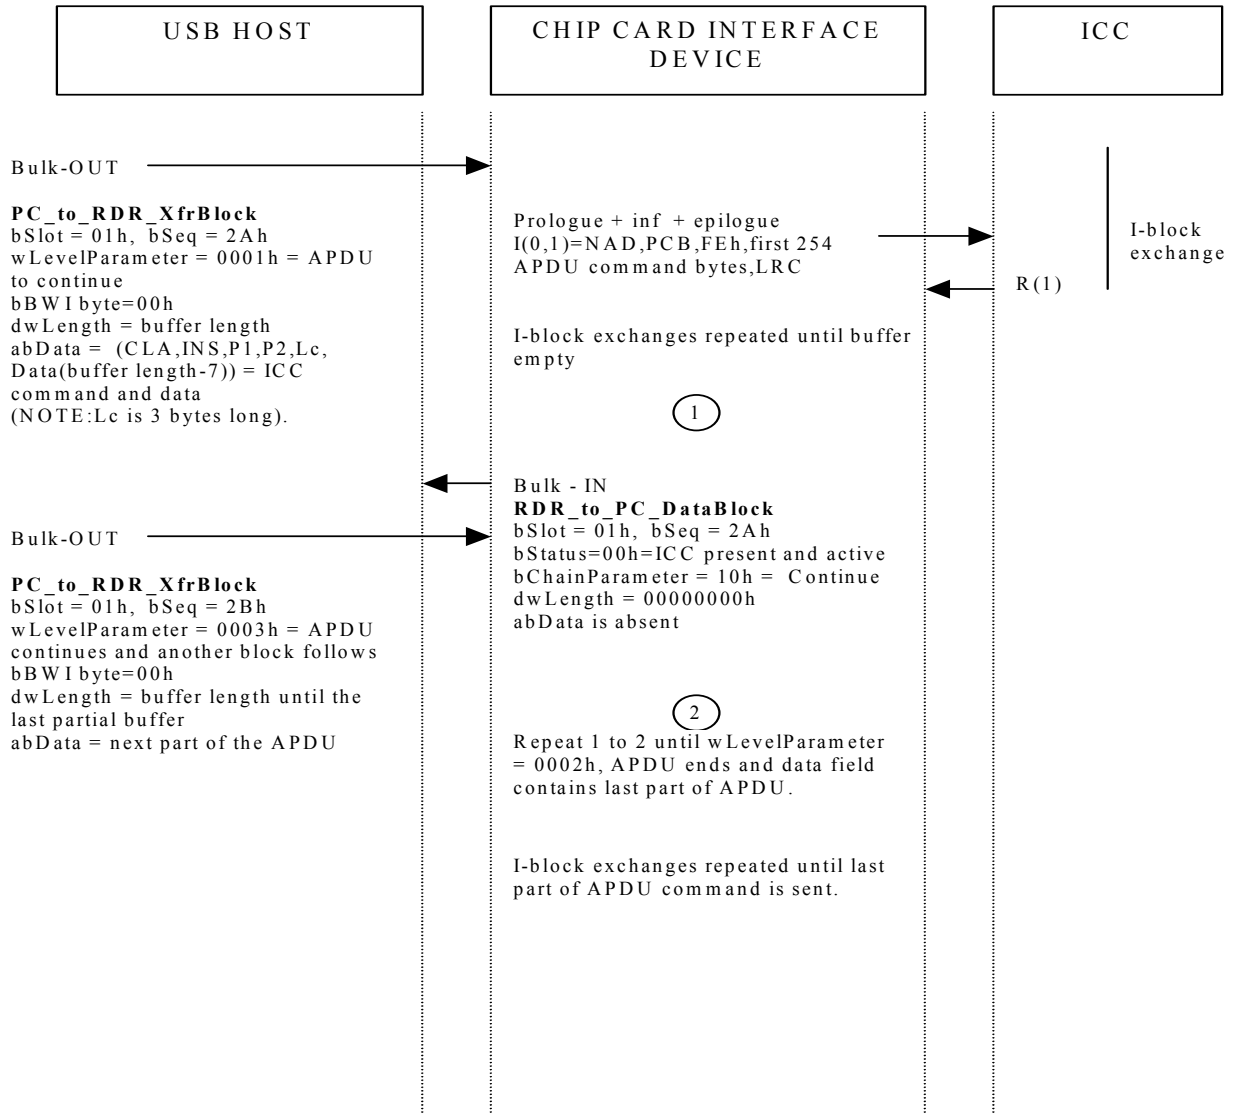 USB HOST
CHIP CARD INTERFACE
DEVICE
ICC
Bulk-OUT
PC_to_RDR_XfrBlock
bSlot = 01h, bSeq = 2Ah
wLevelParameter = 0001h = APDU
to continue
bBWI byte=00h
dwLength = buffer length
abData = (CLA,INS,P1,P2,Lc,
Data(buffer length-7)) = ICC
command and data
(NOTE:Lc is 3 bytes long).
Prologue + inf + epilogue
I(0,1)=NAD,PCB,FEh,first 254
APDU command bytes,LRC
I-block
exchange
R(1)
I-block exchanges repeated until buffer
empty
1
Bulk - IN
RDR_to_PC_DataBlock
bSlot = 01h, bSeq = 2Ah
bStatus=00h=ICC present and active
bChainParameter = 10h = Continue
dwLength = 00000000h
abData is absent
Bulk-OUT
PC_to_RDR_XfrBlock
bSlot = 01h, bSeq = 2Bh
wLevelParameter = 0003h = APDU
continues and another block follows
bBWI byte=00h
dwLength = buffer length until the
last partial buffer
abData = next part of the APDU
2
Repeat 1 to 2 until wLevelParameter
= 0002h, APDU ends and data field
contains last part of APDU.
I-block exchanges repeated until last
part of APDU command is sent.